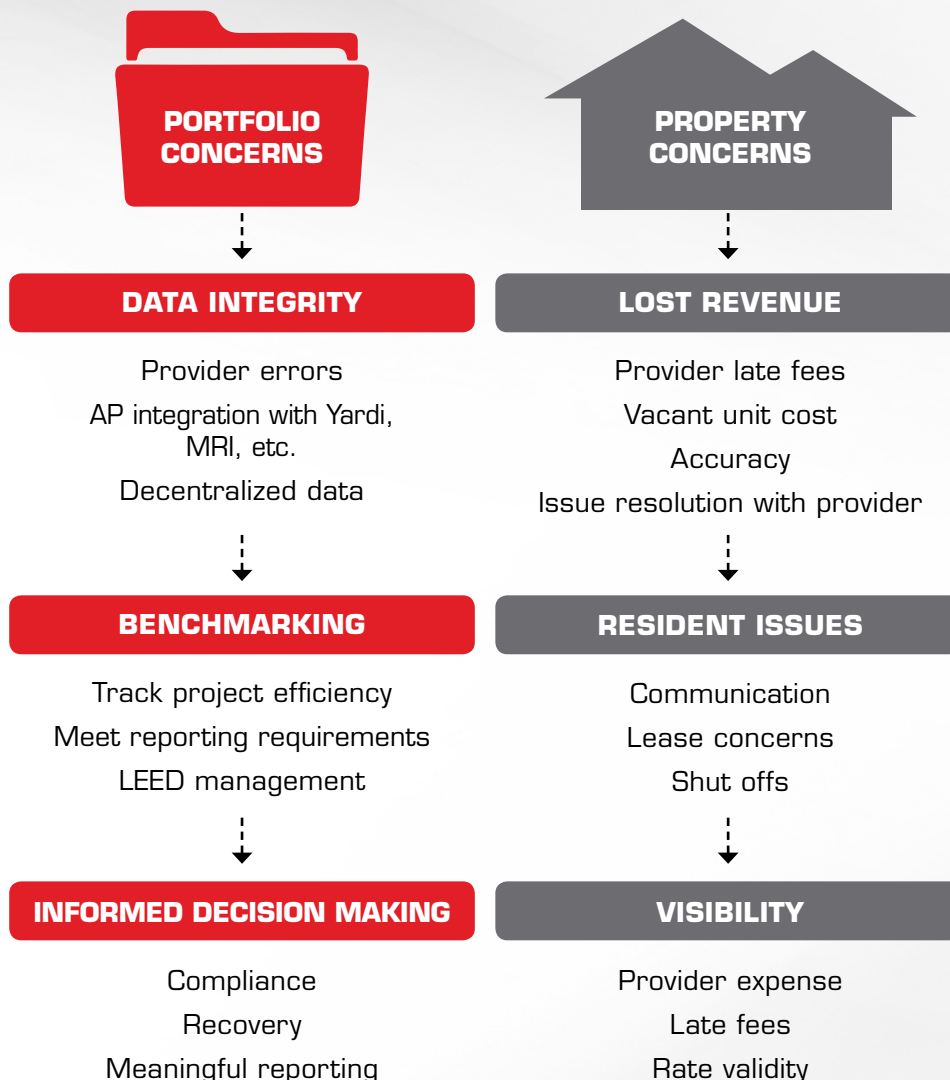 PORTFOLIO
CONCERNS
DATA INTEGRITY
Provider errors
AP integration with Yardi,
MRI, etc.
Decentralized data
BENCHMARKING
Track project efficiency
Meet reporting requirements
LEED management
INFORMED DECISION MAKING
Compliance
Recovery
Meaningful reporting
PROPERTY
CONCERNS
LOST REVENUE
Provider late fees
Vacant unit cost
Accuracy
Issue resolution with provider
RESIDENT ISSUES
Communication
Lease concerns
Shut offs
VISIBILITY
Provider expense
Late fees
Rate validity